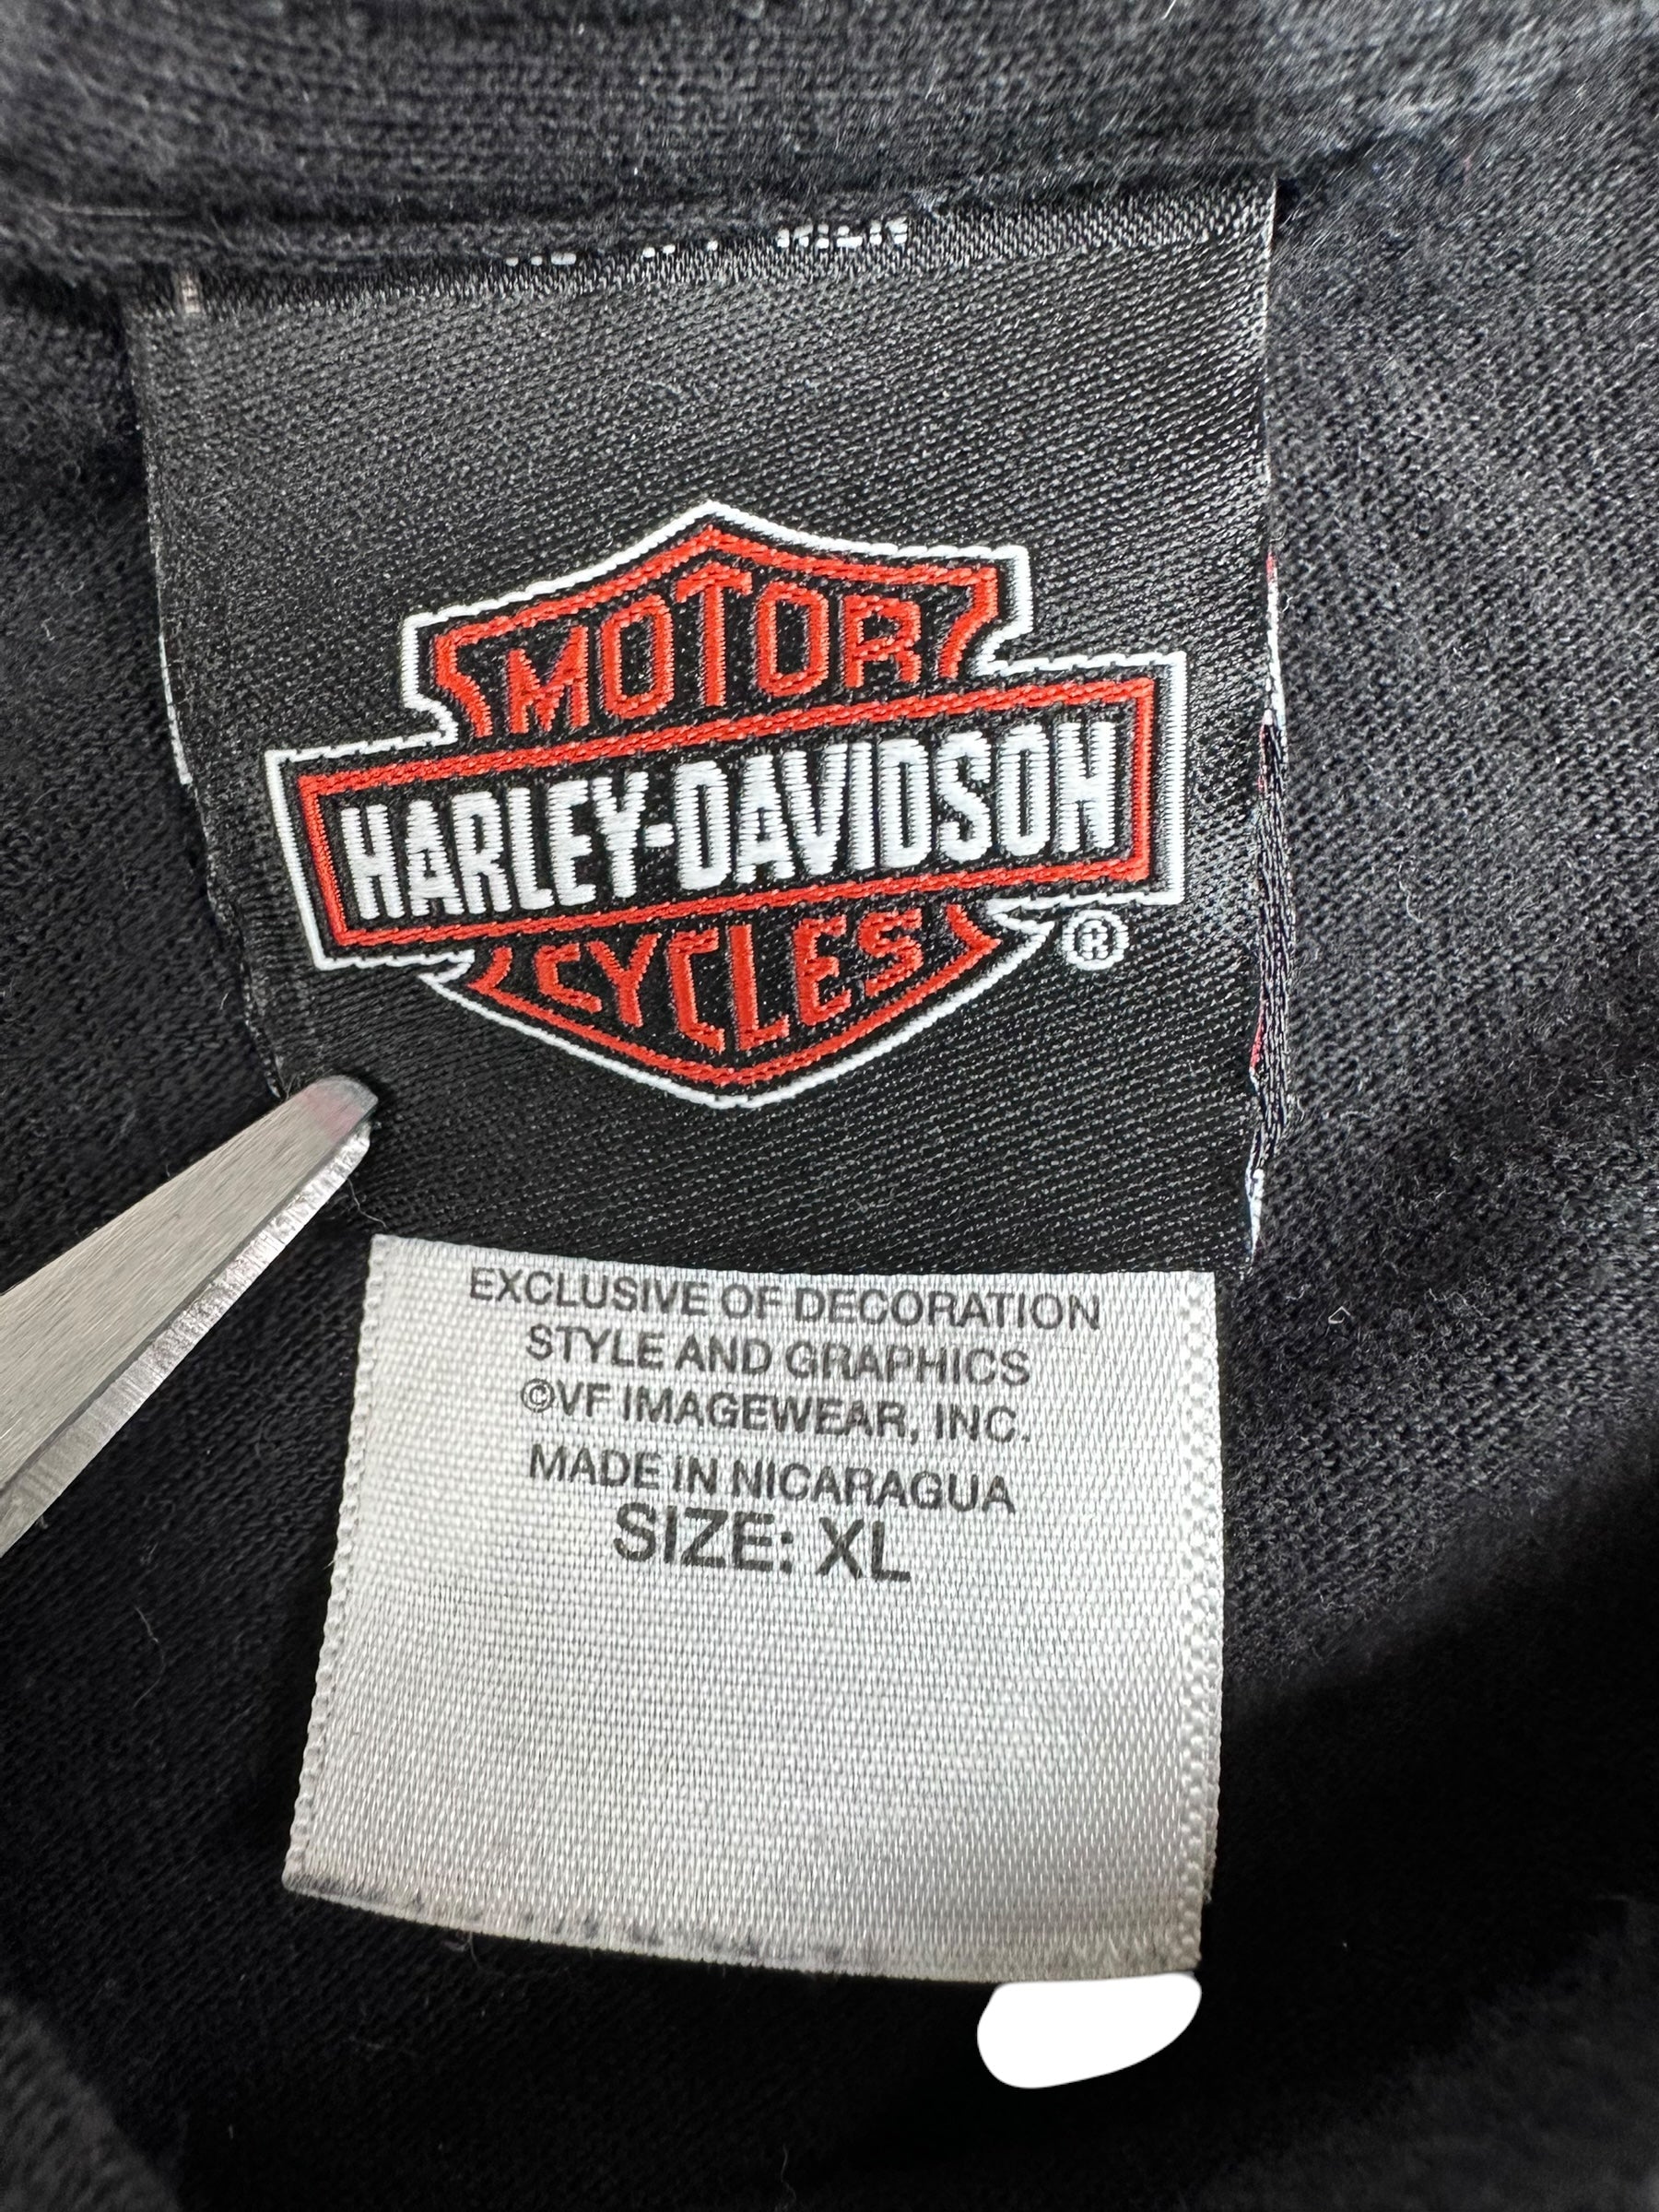 MOTOR
HARLEY-DAVIDSON
CYCLES
®
EXCLUSIVE OF DECORATION
STYLE AND GRAPHICS
©VF IMAGEWEAR, INC.
MADE IN NICARAGUA
SIZE: XL